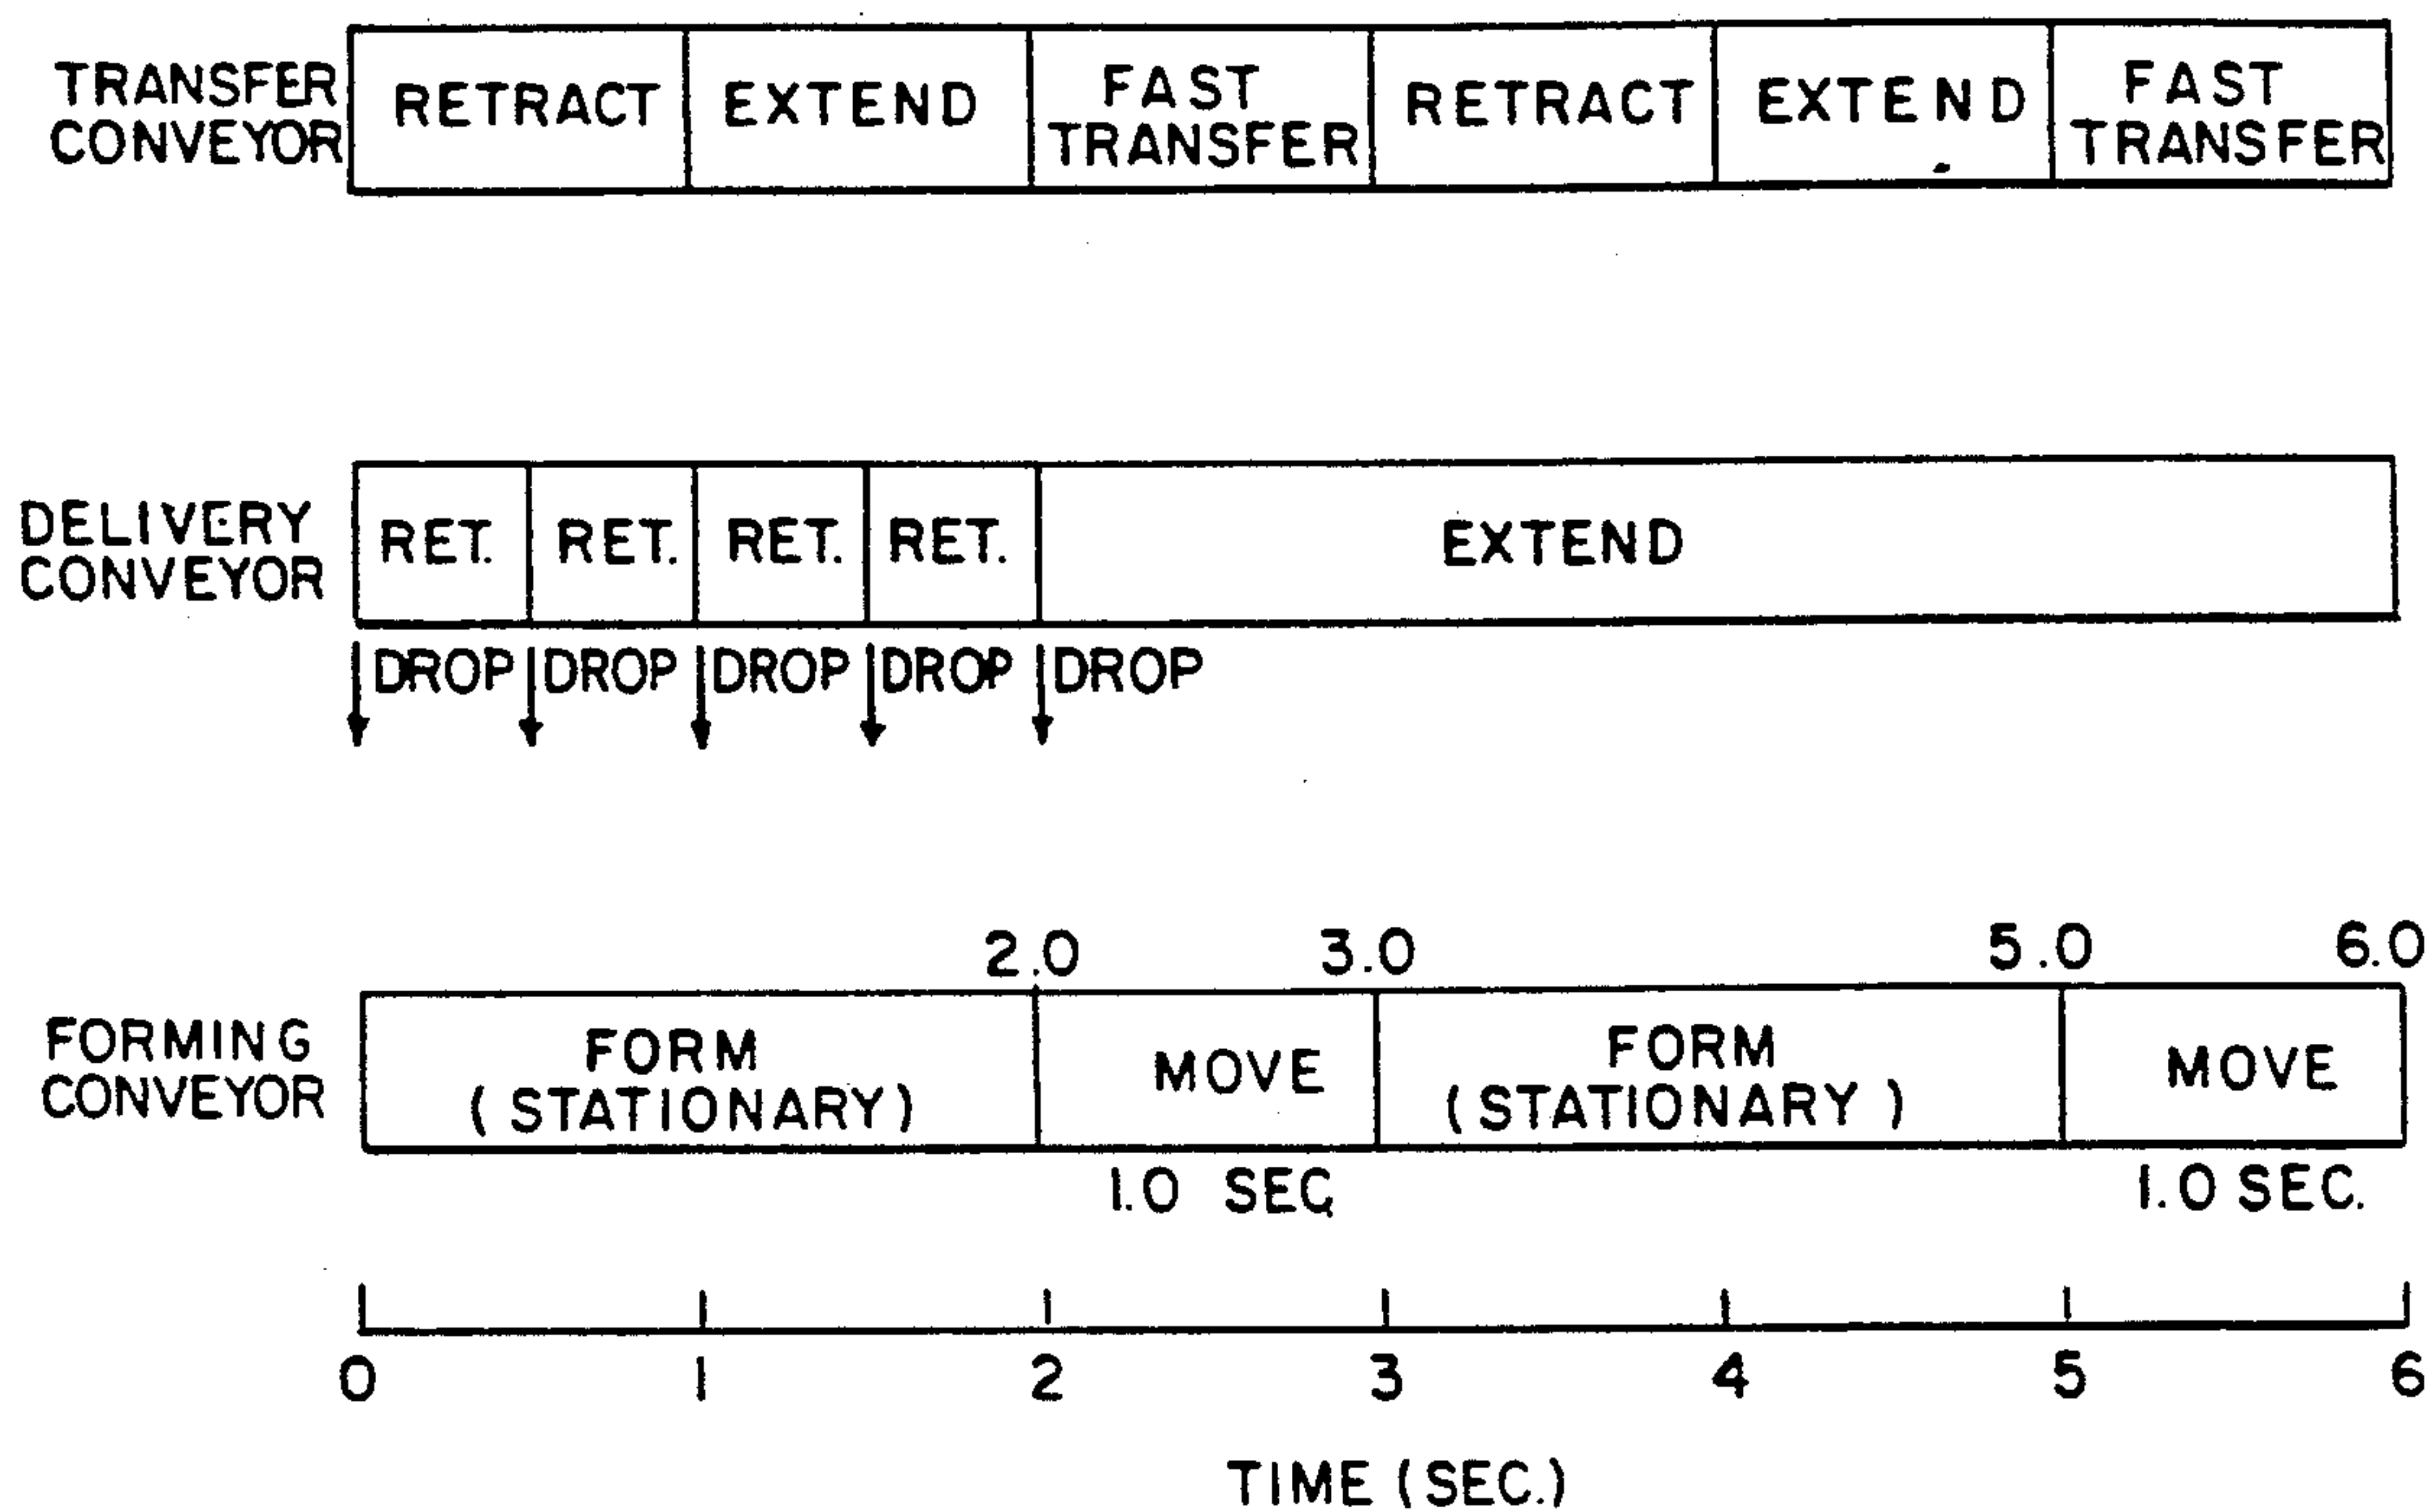 TRANSFER
CONVEYOR
RETRACT
EXTEND
FAST
TRANSFER
RETRACT
EXTEND
FAST
TRANSFER
DELIVERY
CONVEYOR
RET.
RET.
RET.
RET.
EXTEND
DROP
DROP
DROP
DROP
DROP
2.0
3.0
5.0
6.0
FORMING
CONVEYOR
FORM
(STATIONARY)
MOVE
FORM
(STATIONARY)
MOVE
1.0 SEC.
1.0 SEC.
0
1
2
3
4
5
6
TIME (SEC.)